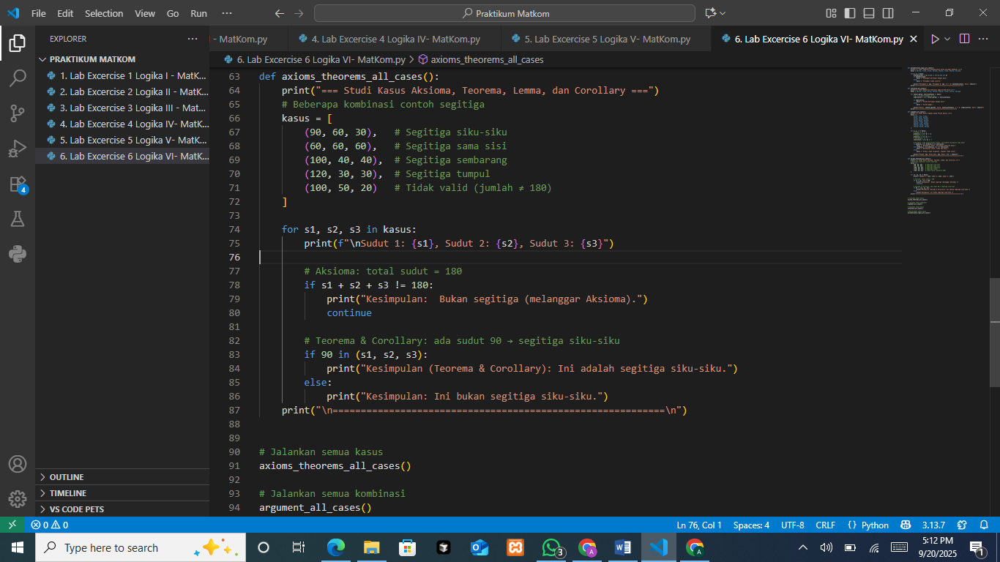 File Edit Selection View Go Run ···
Praktikum Matkom
EXPLORER
- MatKom.py
4. Lab Excercise 4 Logika IV- MatKom.py
5. Lab Excercise 5 Logika V- MatKom.py
6. Lab Excercise 6 Logika VI- MatKom.py
PRAKTIKUM MATKOM
1. Lab Excercise 1 Logika I - MatK...
2. Lab Excercise 2 Logika II - MatK...
3. Lab Excercise 3 Logika III - Mat...
4. Lab Excercise 4 Logika IV- MatK...
5. Lab Excercise 5 Logika V- MatK...
6. Lab Excercise 6 Logika VI- MatK...
4
OUTLINE
TIMELINE
VS CODE PETS
6. Lab Excercise 6 Logika VI- MatKom.py > axioms_theorems_all_cases
63 def axioms_theorems_all_cases():
64 print("=== Studi Kasus Aksioma, Teorema, Lemma, dan Corollary ===")
65 # Beberapa kombinasi contoh segitiga
66 kasus = [
67 (90, 60, 30), # Segitiga siku-siku
68 (60, 60, 60), # Segitiga sama sisi
69 (100, 40, 40), # Segitiga sembarang
70 (120, 30, 30), # Segitiga tumpul
71 (100, 50, 20) # Tidak valid (jumlah ≠ 180)
72 ]
73
74 for s1, s2, s3 in kasus:
75 print(f"\nSudut 1: {s1}, Sudut 2: {s2}, Sudut 3: {s3}")
76
77 # Aksioma: total sudut = 180
78 if s1 + s2 + s3 != 180:
79 print("Kesimpulan:  Bukan segitiga (melanggar Aksioma).")
80 continue
81
82 # Teorema & Corollary: ada sudut 90 → segitiga siku-siku
83 if 90 in (s1, s2, s3):
84 print("Kesimpulan (Teorema & Corollary): Ini adalah segitiga siku-siku.")
85 else:
86 print("Kesimpulan: Ini bukan segitiga siku-siku.")
87 print("\n===========================================================\n")
88
89
90 # Jalankan semua kasus
91 axioms_theorems_all_cases()
92
93 # Jalankan semua kombinasi
94 argument_all_cases()
0 0
Ln 76, Col 1 Spaces: 4 UTF-8 CRLF {} Python 3.13.7
Type here to search
3
5:12 PM
9/20/2025
1